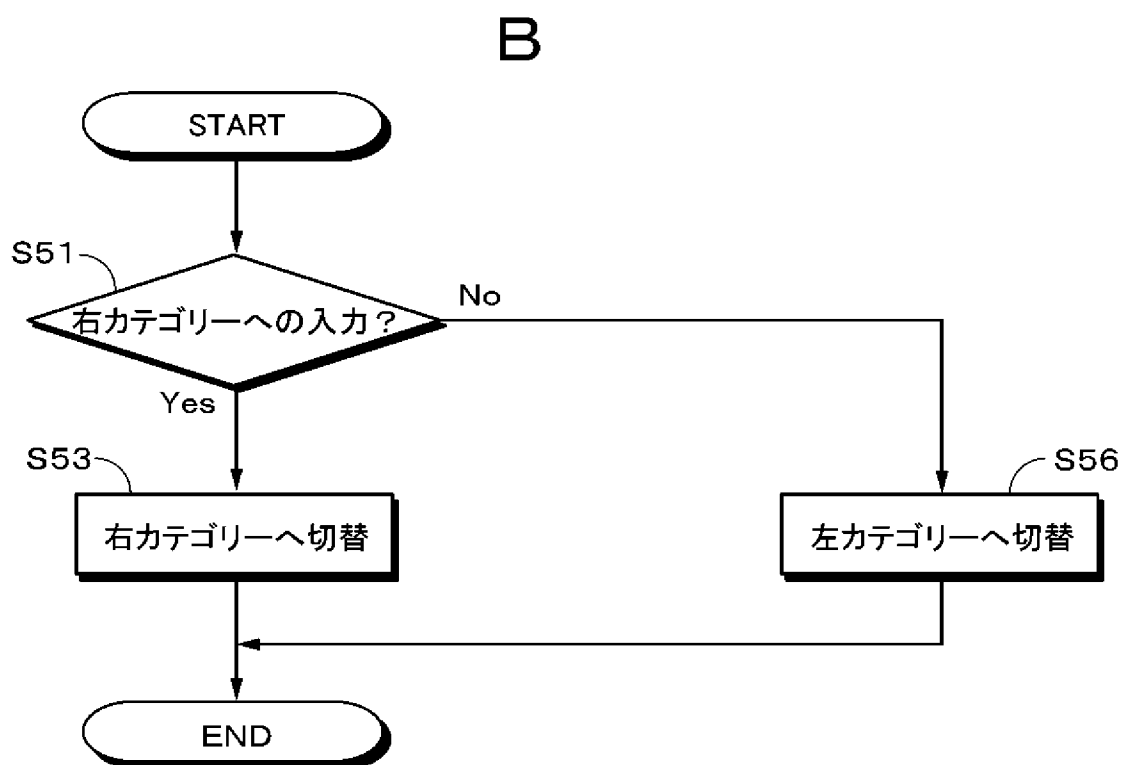 B
START
S51
右カテゴリーへの入力？
No
Yes
S53
右カテゴリーへ切替
S56
左カテゴリーへ切替
END